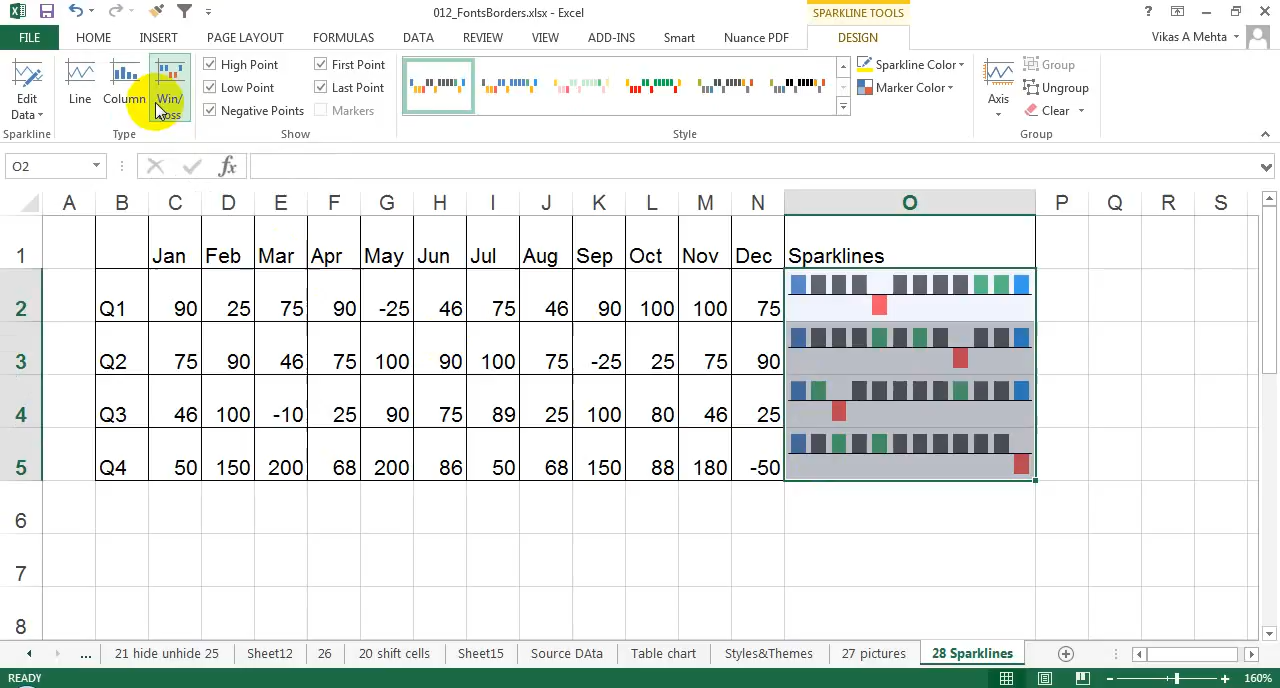 012_FontsBorders.xlsx - Excel
SPARKLINE TOOLS
FILE HOME INSERT PAGE LAYOUT FORMULAS DATA REVIEW VIEW ADD-INS Smart Nuance PDF DESIGN Vikas A Mehta
Edit Data
Line
Column
Win/
High Point
First Point
Low Point
Last Point
Negative Points
Markers
Sparkline Color
Marker Color
Axis
Group
Ungroup
Clear
Sparkline Type Show Style Group
O2
fx
A B C D E F G H I J K L M N O P Q R S
1 Jan Feb Mar Apr May Jun Jul Aug Sep Oct Nov Dec Sparklines
2 Q1 90 25 75 90 -25 46 75 46 90 100 100 75
3 Q2 75 90 46 75 100 90 100 75 -25 25 75 90
4 Q3 46 100 -10 25 90 75 89 25 100 80 46 25
5 Q4 50 150 200 68 200 86 50 68 150 88 180 -50
6
7
8
... 21 hide unhide 25 Sheet12 26 20 shift cells Sheet15 Source DAta Table chart Styles&Themes 27 pictures 28 Sparklines
READY 160%